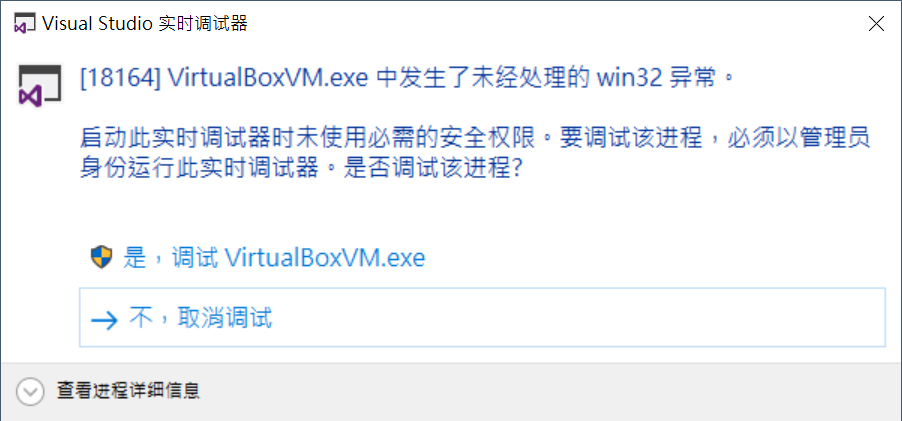 Visual Studio 实时调试器
[18164] VirtualBoxVM.exe 中发生了未经处理的 win32 异常。
启动此实时调试器时未使用必需的安全权限。要调试该进程，必须以管理员
身份运行此实时调试器。是否调试该进程?
是，调试 VirtualBoxVM.exe
不，取消调试
查看进程详细信息